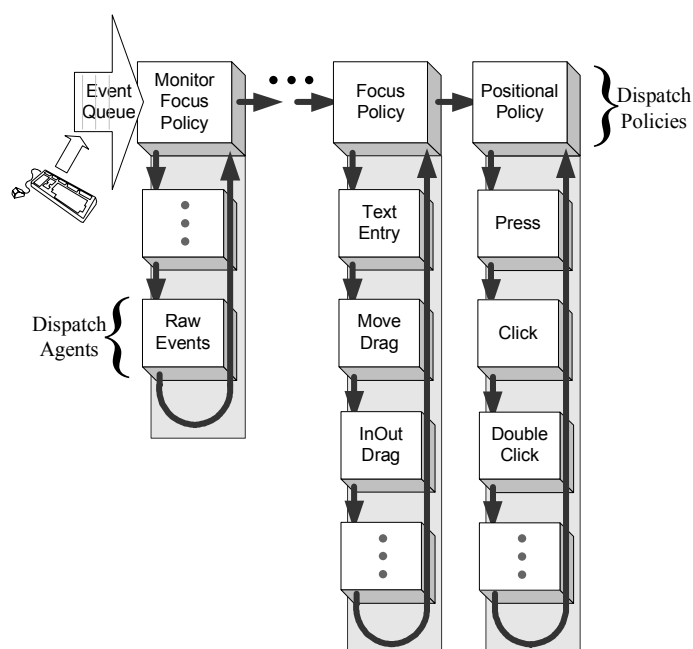 Event
Queue
Monitor
Focus
Policy
Focus
Policy
Positional
Policy
Dispatch
Policies
Text
Entry
Press
Dispatch
Agents
Raw
Events
Move
Drag
Click
InOut
Drag
Double
Click